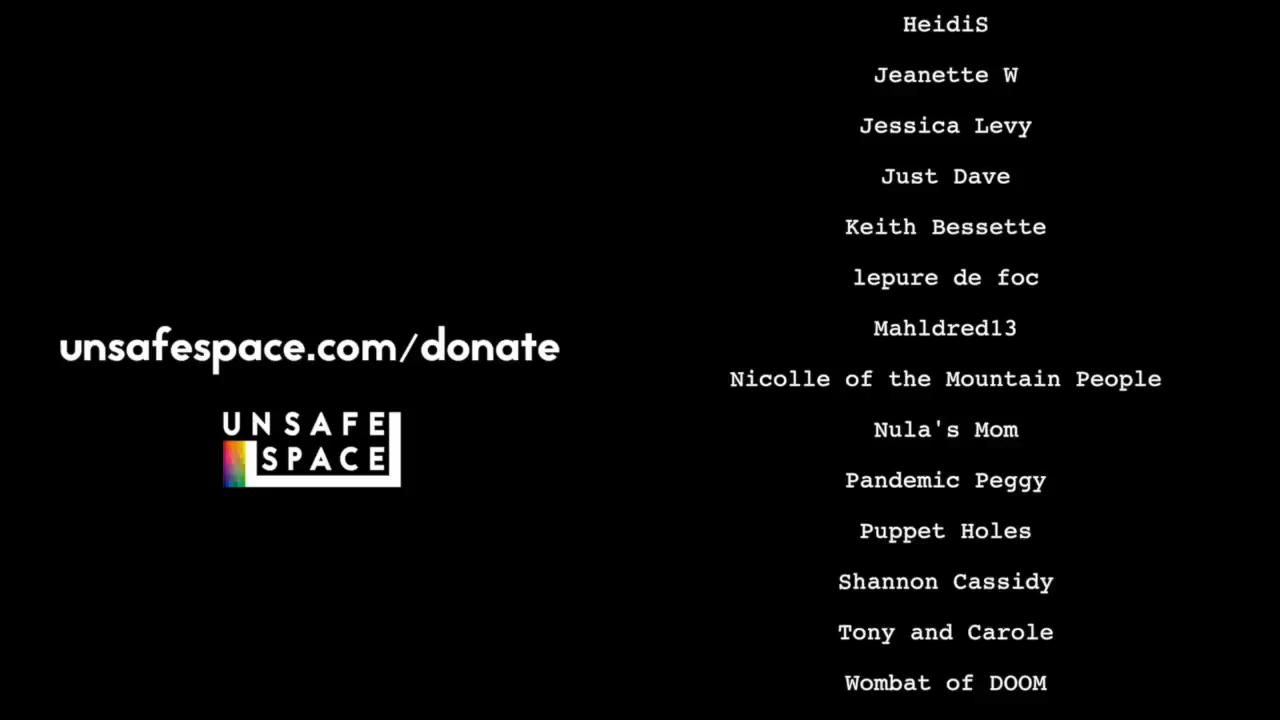 unsafespace.com/donate
UNSAFE
SPACE
HeidiS
Jeanette W
Jessica Levy
Just Dave
Keith Bessette
lepure de foc
Mahldred13
Nicolle of the Mountain People
Nula's Mom
Pandemic Peggy
Puppet Holes
Shannon Cassidy
Tony and Carole
Wombat of DOOM